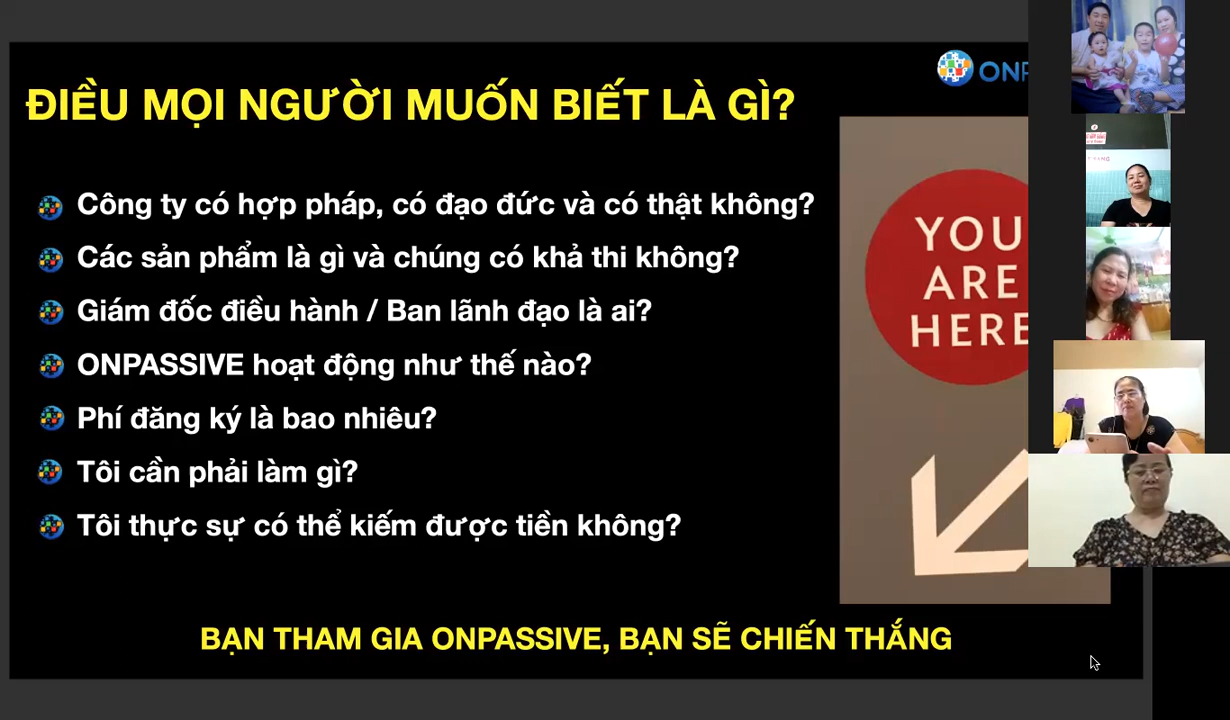 ONP
ĐIỀU MỌI NGƯỜI MUỐN BIẾT LÀ GÌ?
Công ty có hợp pháp, có đạo đức và có thật không?
Các sản phẩm là gì và chúng có khả thi không?
Giám đốc điều hành / Ban lãnh đạo là ai?
ONPASSIVE hoạt động như thế nào?
Phí đăng ký là bao nhiêu?
Tôi cần phải làm gì?
Tôi thực sự có thể kiếm được tiền không?
YOU
ARE
HERE
BẠN THAM GIA ONPASSIVE, BẠN SẼ CHIẾN THẮNG